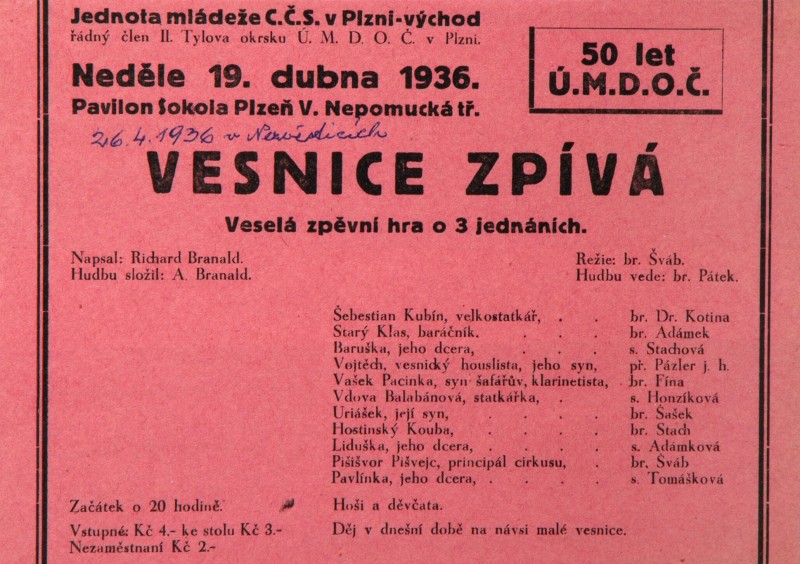 Jednota mládeže C.Č.S. v Plzni-východ
řádný člen II. Tylova okrsku Ú. M. D. O. Č. v Plzni.
50 let
Ú.M.D.O.Č.
Neděle 19. dubna 1936.
Pavilon Sokola Plzeň V. Nepomucká tř.
26.4.1936 v Nezvěsticích
VESNICE ZPÍVÁ
Veselá zpěvní hra o 3 jednáních.
Napsal: Richard Branald.
Hudbu složil: A. Branald.
Režie: br. Šváb.
Hudbu vede: br. Pátek.
Šebestian Kubín, velkostatkář, . . br. Dr. Kotina
Starý Klas, baráčník. . . . br. Adámek
Baruška, jeho dcera, . . . s. Stachová
Vojtěch, vesnický houslista, jeho syn, př. Pázler j. h.
Vašek Pacinka, syn šafářův, klarinetista, br. Fína
Vdova Balabánová, statkářka, . s. Honzíková
Uriášek, její syn, . . . br. Šašek
Hostinský Kouba, . . . . br. Stach
Liduška, jeho dcera, . . . s. Adámková
Pišišvor Pišvejc, principál cirkusu, . br. Šváb
Pavlínka, jeho dcera, . . . s. Tomášková
Začátek o 20 hodině.
Hoši a děvčata.
Vstupné: Kč 4.- ke stolu Kč 3.-
Nezaměstnaní Kč 2.-
Děj v dnešní době na návsi malé vesnice.